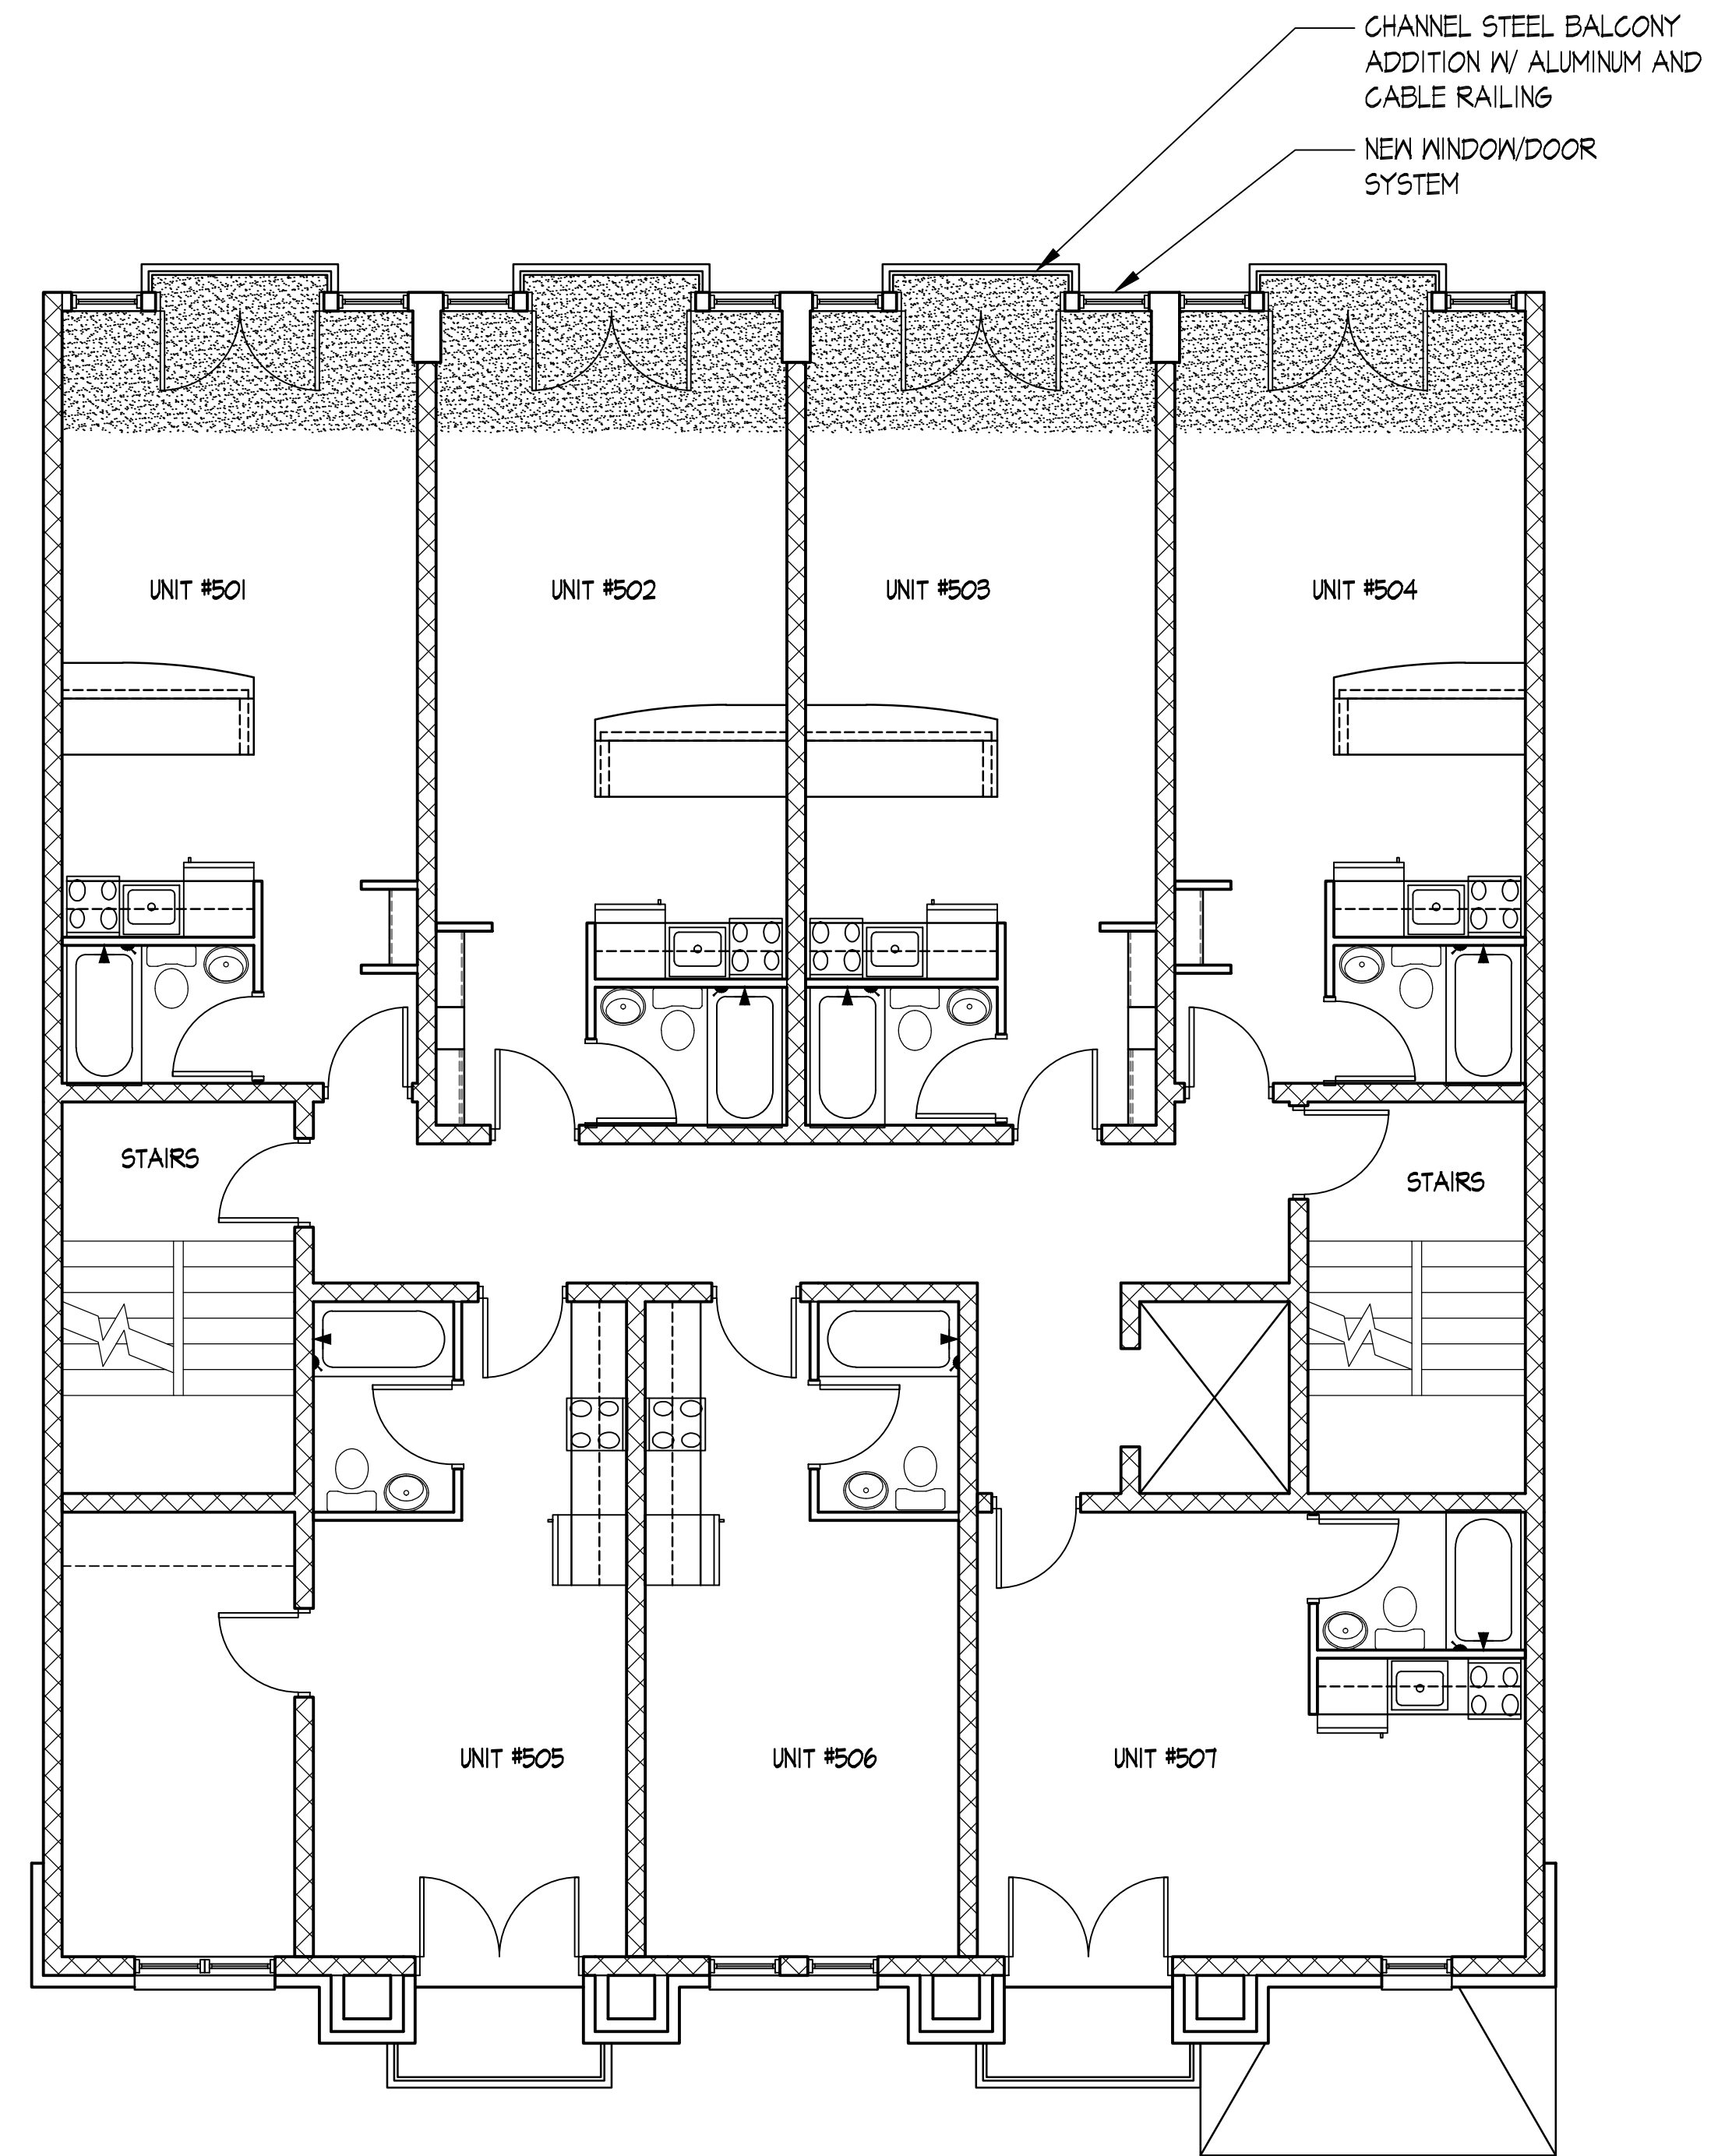 CHANNEL STEEL BALCONY
ADDITION W/ ALUMINUM AND
CABLE RAILING
NEW WINDOW/DOOR
SYSTEM
UNIT #501
UNIT #502
UNIT #503
UNIT #504
STAIRS
STAIRS
UNIT #505
UNIT #506
UNIT #507